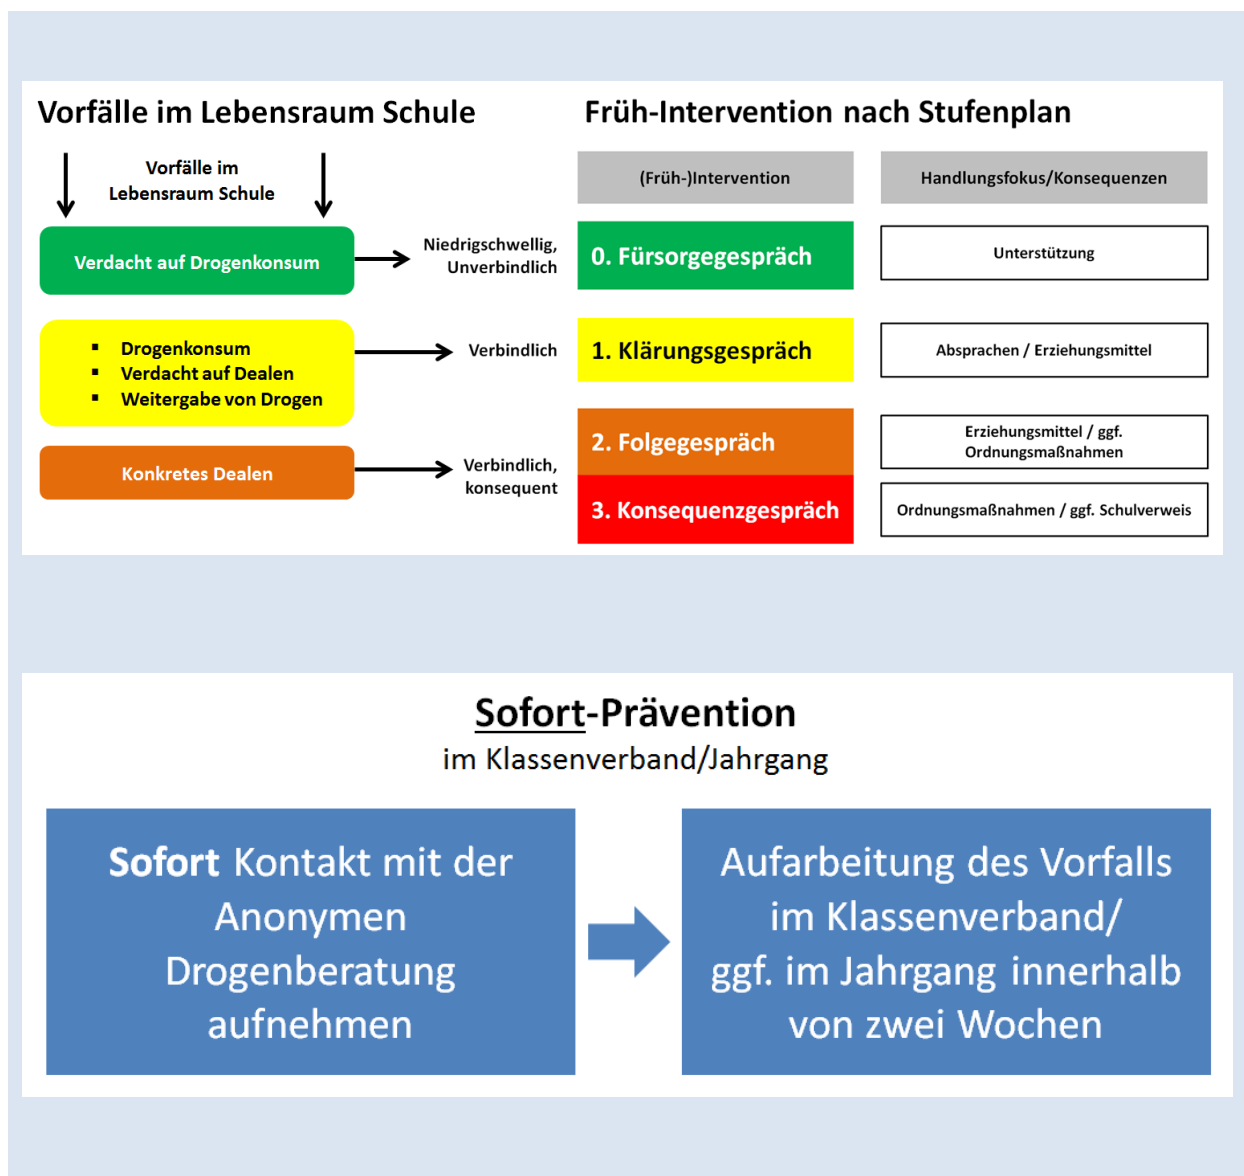 Vorfälle im Lebensraum Schule
Vorfälle im
Lebensraum Schule
Verdacht auf Drogenkonsum
Niedrigschwellig,
Unverbindlich
▪ Drogenkonsum
▪ Verdacht auf Dealen
▪ Weitergabe von Drogen
Verbindlich
Konkretes Dealen
Verbindlich,
konsequent
Früh-Intervention nach Stufenplan
(Früh-)Intervention
Handlungsfokus/Konsequenzen
0. Fürsorgegespräch
Unterstützung
1. Klärungsgespräch
Absprachen / Erziehungsmittel
2. Folgegespräch
Erziehungsmittel / ggf.
Ordnungsmaßnahmen
3. Konsequenzgespräch
Ordnungsmaßnahmen / ggf. Schulverweis
Sofort-Prävention
im Klassenverband/Jahrgang
Sofort Kontakt mit der
Anonymen
Drogenberatung
aufnehmen
Aufarbeitung des Vorfalls
im Klassenverband/
ggf. im Jahrgang innerhalb
von zwei Wochen